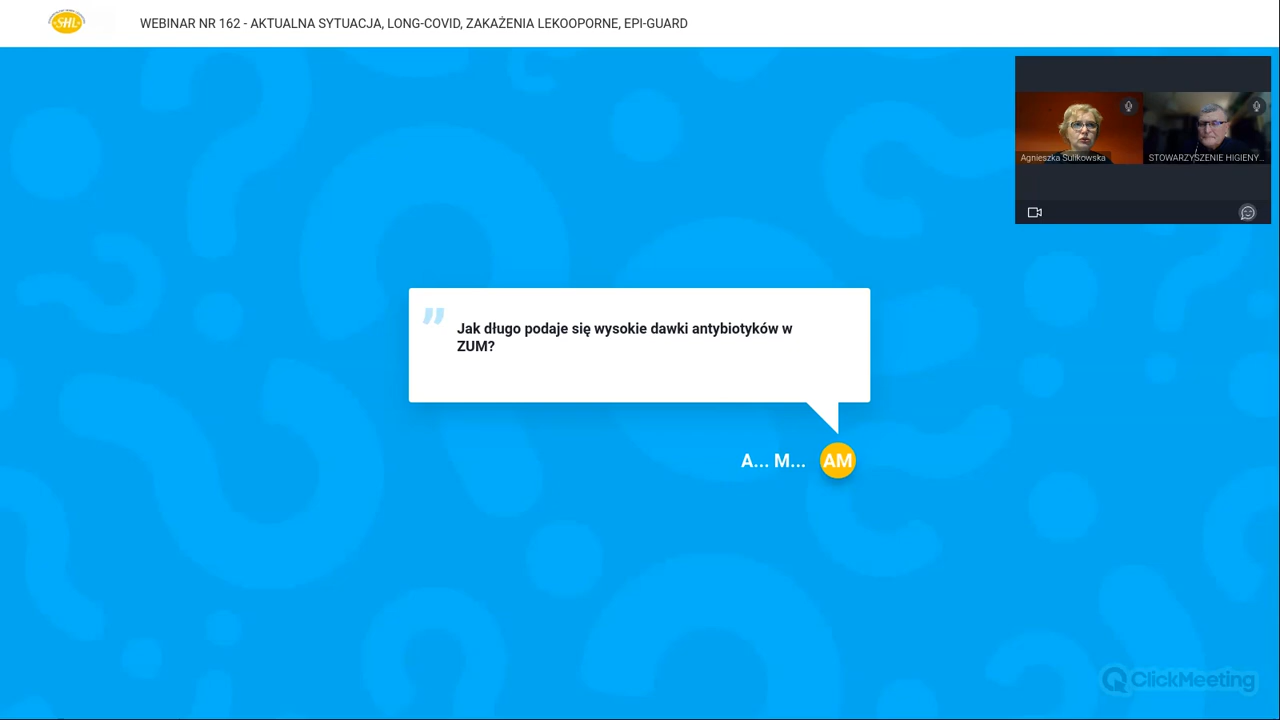 SHL
WEBINAR NR 162 - AKTUALNA SYTUACJA, LONG-COVID, ZAKAŻENIA LEKOOPORNE, EPI-GUARD
Agnieszka Sulikowska
STOWARZYSZENIE HIGIENY...
Jak długo podaje się wysokie dawki antybiotyków w
ZUM?
A... M...
AM
ClickMeeting